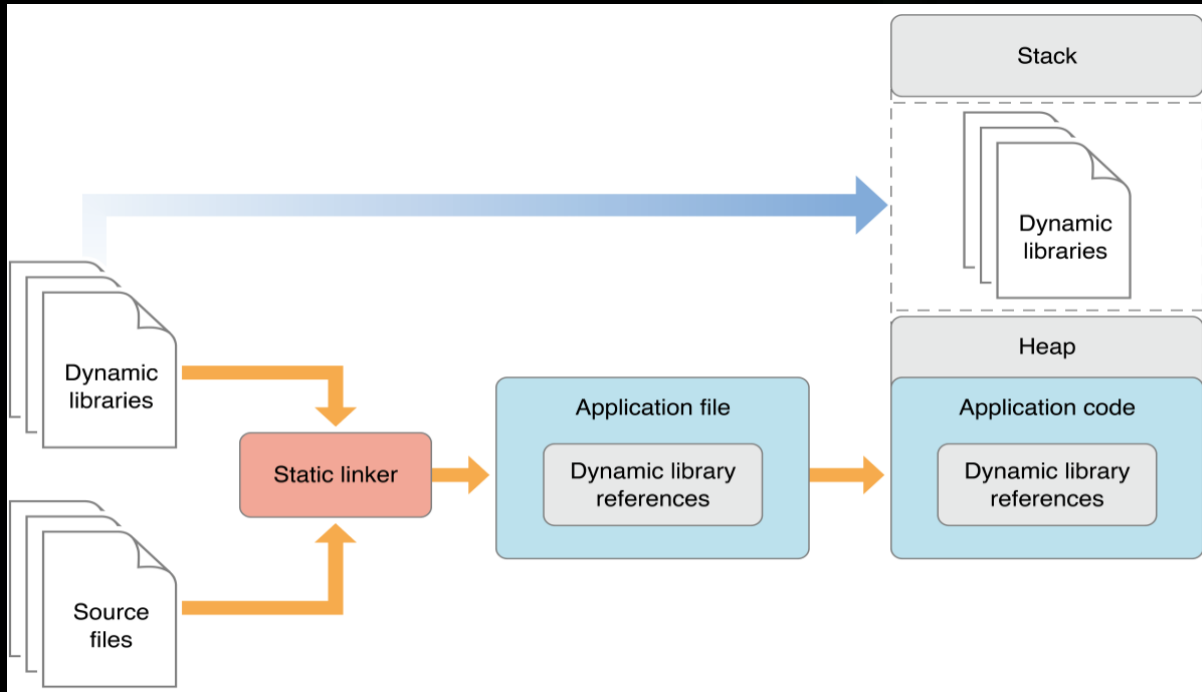 Stack
Dynamic
libraries
Heap
Dynamic
libraries
Application file
Application code
Static linker
Dynamic library
references
Dynamic library
references
Source
files